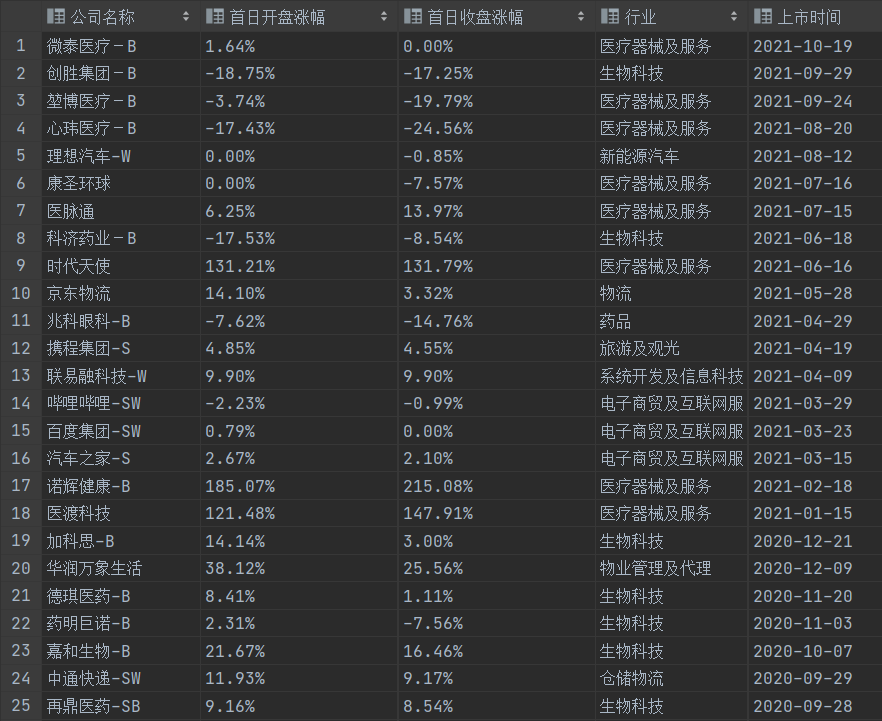 公司名称 首日开盘涨幅 首日收盘涨幅 行业 上市时间
1 微泰医疗－B 1.64% 0.00% 医疗器械及服务 2021-10-19
2 创胜集团－B -18.75% -17.25% 生物科技 2021-09-29
3 堃博医疗－B -3.74% -19.79% 医疗器械及服务 2021-09-24
4 心玮医疗－B -17.43% -24.56% 医疗器械及服务 2021-08-20
5 理想汽车-W 0.00% -0.85% 新能源汽车 2021-08-12
6 康圣环球 0.00% -7.57% 医疗器械及服务 2021-07-16
7 医脉通 6.25% 13.97% 医疗器械及服务 2021-07-15
8 科济药业－B -17.53% -8.54% 生物科技 2021-06-18
9 时代天使 131.21% 131.79% 医疗器械及服务 2021-06-16
10 京东物流 14.10% 3.32% 物流 2021-05-28
11 兆科眼科-B -7.62% -14.76% 药品 2021-04-29
12 携程集团-S 4.85% 4.55% 旅游及观光 2021-04-19
13 联易融科技-W 9.90% 9.90% 系统开发及信息科技 2021-04-09
14 哔哩哔哩-SW -2.23% -0.99% 电子商贸及互联网服 2021-03-29
15 百度集团-SW 0.79% 0.00% 电子商贸及互联网服 2021-03-23
16 汽车之家-S 2.67% 2.10% 电子商贸及互联网服 2021-03-15
17 诺辉健康-B 185.07% 215.08% 医疗器械及服务 2021-02-18
18 医渡科技 121.48% 147.91% 医疗器械及服务 2021-01-15
19 加科思-B 14.14% 3.00% 生物科技 2020-12-21
20 华润万象生活 38.12% 25.56% 物业管理及代理 2020-12-09
21 德琪医药-B 8.41% 1.11% 生物科技 2020-11-20
22 药明巨诺-B 2.31% -7.56% 生物科技 2020-11-03
23 嘉和生物-B 21.67% 16.46% 生物科技 2020-10-07
24 中通快递-SW 11.93% 9.17% 仓储物流 2020-09-29
25 再鼎医药-SB 9.16% 8.54% 生物科技 2020-09-28